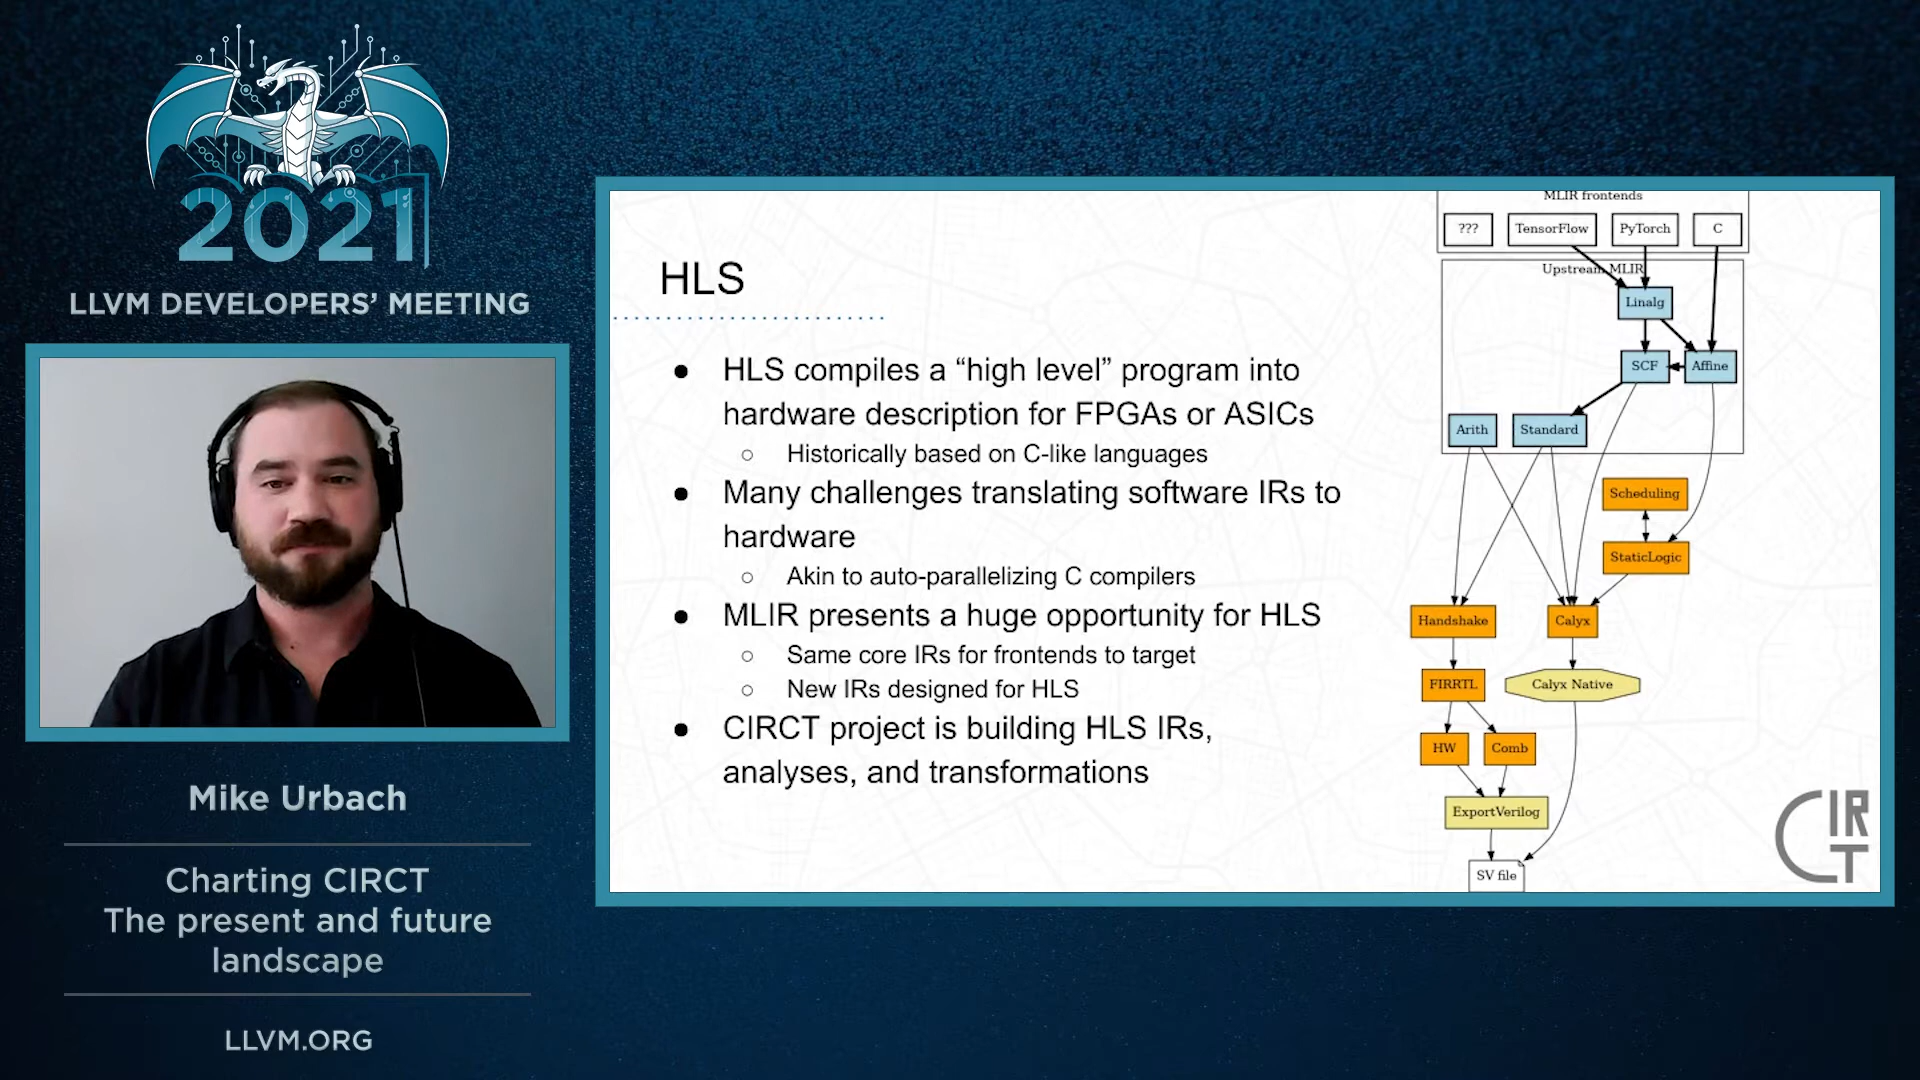 2021
LLVM DEVELOPERS’ MEETING
Mike Urbach
Charting CIRCT
The present and future
landscape
LLVM.ORG
HLS
● HLS compiles a “high level” program into
hardware description for FPGAs or ASICs
○ Historically based on C-like languages
● Many challenges translating software IRs to
hardware
○ Akin to auto-parallelizing C compilers
● MLIR presents a huge opportunity for HLS
○ Same core IRs for frontends to target
○ New IRs designed for HLS
● CIRCT project is building HLS IRs,
analyses, and transformations
MLIR frontends
??? TensorFlow PyTorch C
Upstream MLIR
Linalg
SCF Affine
Arith Standard
Scheduling
StaticLogic
Handshake Calyx
FIRRTL Calyx Native
HW Comb
ExportVerilog
SV file
CIRCT